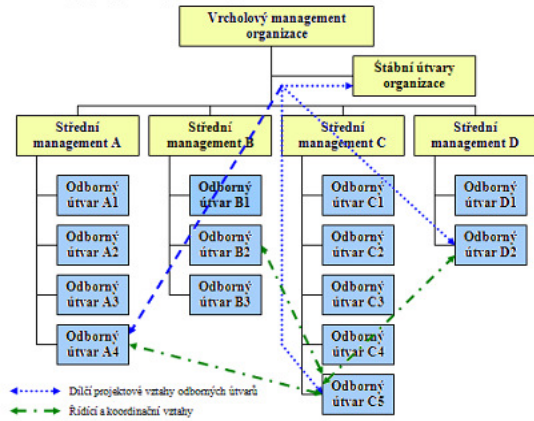 Vrcholový management
organizace
Štábní útvary
organizace
Střední
management A
Střední
management B
Střední
management C
Střední
management D
Odborný
útvar A1
Odborný
útvar B1
Odborný
útvar C1
Odborný
útvar D1
Odborný
útvar A2
Odborný
útvar B2
Odborný
útvar C2
Odborný
útvar D2
Odborný
útvar A3
Odborný
útvar B3
Odborný
útvar C3
Odborný
útvar A4
Odborný
útvar C4
Odborný
útvar C5
Dílčí projektové vztahy odborných útvarů
Řídící a koordinační vztahy